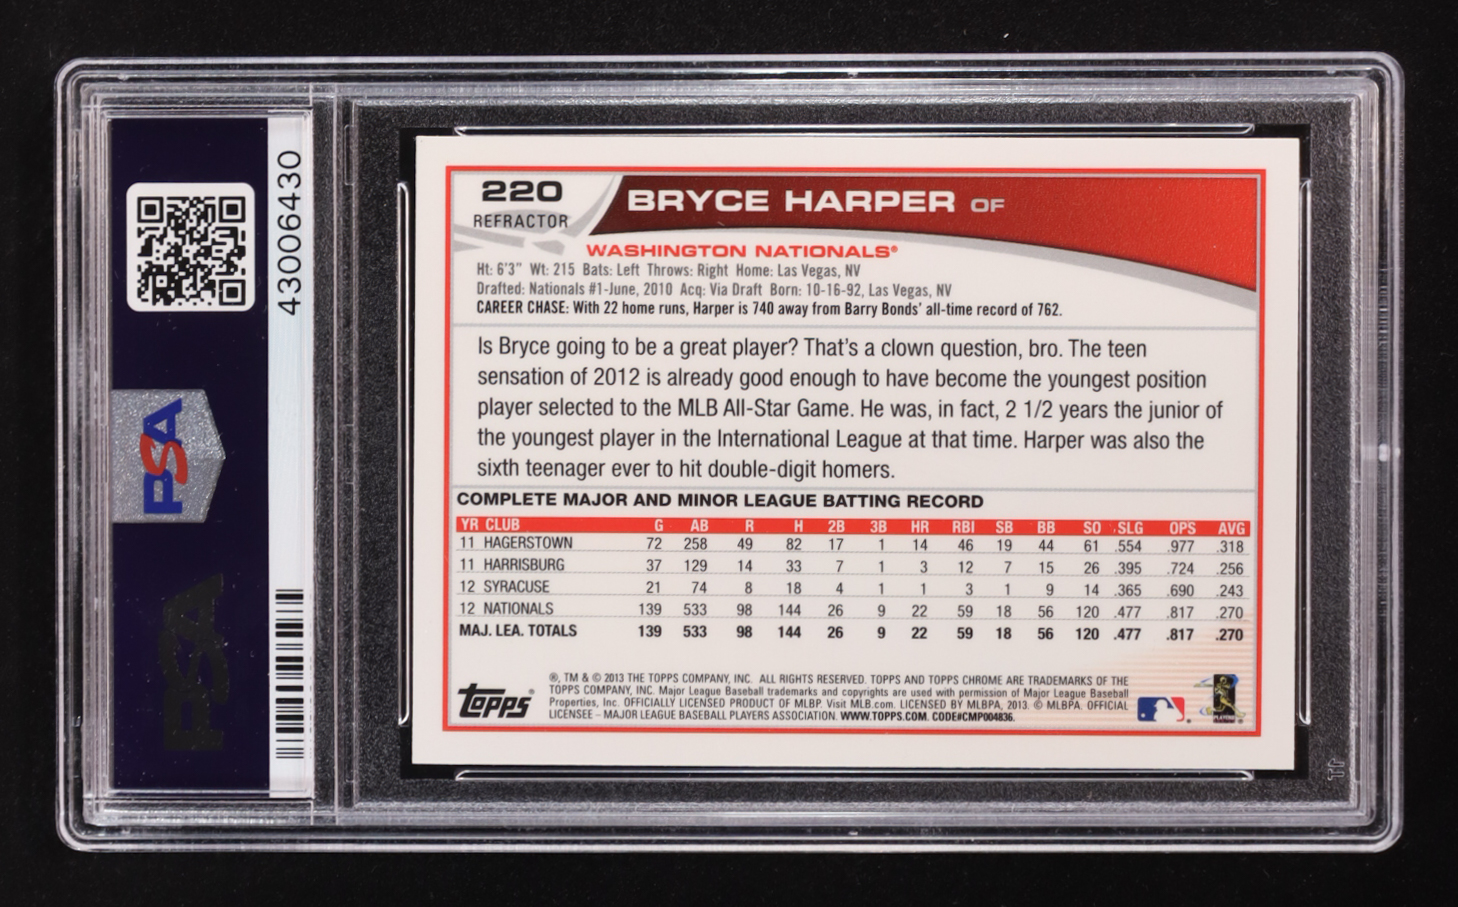 43006430
PSA
PSA
220
REFRACTOR
BRYCE HARPER OF
WASHINGTON NATIONALS®
Ht: 6'3" Wt: 215 Bats: Left Throws: Right Home: Las Vegas, NV
Drafted: Nationals #1-June, 2010 Acq: Via Draft Born: 10-16-92, Las Vegas, NV
CAREER CHASE: With 22 home runs, Harper is 740 away from Barry Bonds' all-time record of 762.
Is Bryce going to be a great player? That's a clown question, bro. The teen
sensation of 2012 is already good enough to have become the youngest position
player selected to the MLB All-Star Game. He was, in fact, 2 1/2 years the junior of
the youngest player in the International League at that time. Harper was also the
sixth teenager ever to hit double-digit homers.
COMPLETE MAJOR AND MINOR LEAGUE BATTING RECORD
YR CLUB G AB R H 2B 3B HR RBI SB BB SO SLG OPS AVG
11 HAGERSTOWN 72 258 49 82 17 1 14 46 19 44 61 .554 .977 .318
11 HARRISBURG 37 129 14 33 7 1 3 12 7 15 26 .395 .724 .256
12 SYRACUSE 21 74 8 18 4 1 1 3 1 9 14 .365 .690 .243
12 NATIONALS 139 533 98 144 26 9 22 59 18 56 120 .477 .817 .270
MAJ. LEA. TOTALS 139 533 98 144 26 9 22 59 18 56 120 .477 .817 .270
®, TM & © 2013 THE TOPPS COMPANY, INC. ALL RIGHTS RESERVED. TOPPS AND TOPPS CHROME ARE TRADEMARKS OF THE
TOPPS COMPANY, INC. Major League Baseball trademarks and copyrights are used with permission of Major League Baseball
Properties, Inc. OFFICIALLY LICENSED PRODUCT OF MLBP. Visit MLB.com. LICENSED BY MLBPA, 2013. © MLBPA. OFFICIAL
LICENSEE – MAJOR LEAGUE BASEBALL PLAYERS ASSOCIATION. WWW.TOPPS.COM. CODE#CMP004836.
Topps®